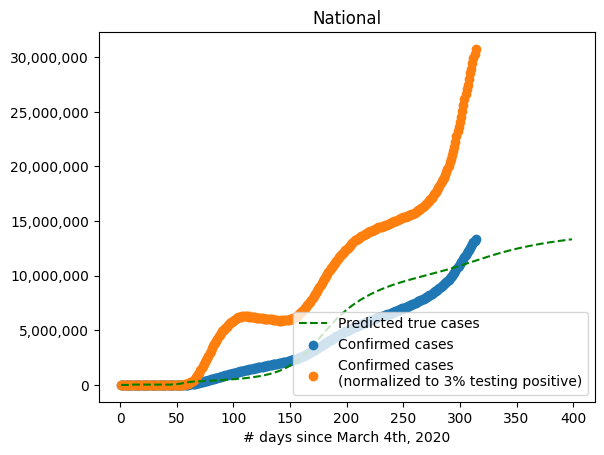 National
30,000,000
25,000,000
20,000,000
15,000,000
10,000,000
5,000,000
0
Predicted true cases
Confirmed cases
Confirmed cases
(normalized to 3% testing positive)
0 50 100 150 200 250 300 350 400
# days since March 4th, 2020